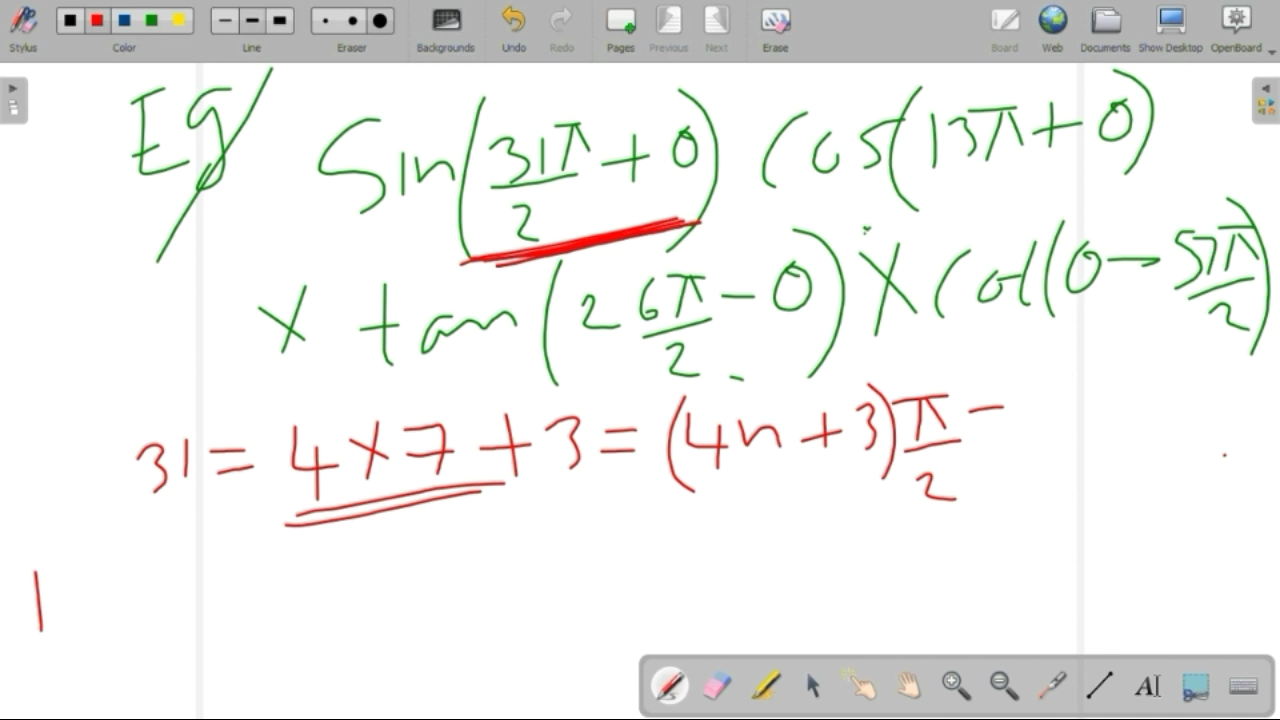 Stylus Color Line Eraser Backgrounds Undo Redo Pages Previous Next Erase Board Web Documents Show Desktop OpenBoard
Eg/ Sin(31π/2 + θ) Cos(13π + θ)
× tan(26π/2 - θ) × Cot(θ - 57π/2)
31 = 4 × 7 + 3 = (4n + 3)π/2 -
|
AI